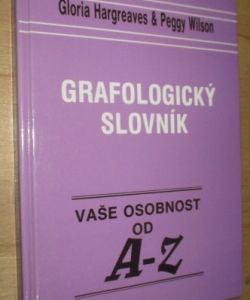 Gloria Hargreaves & Peggy Wilson
GRAFOLOGICKÝ
SLOVNÍK
VAŠE OSOBNOST
OD
A-Z